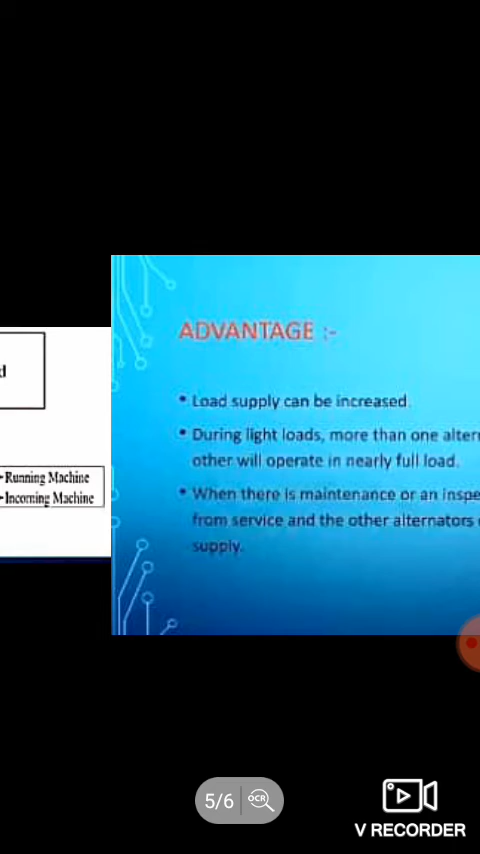 d
Running Machine
Incoming Machine
ADVANTAGE :-
• Load supply can be increased.
• During light loads, more than one alter
other will operate in nearly full load.
• When there is maintenance or an inspe
from service and the other alternators
supply.
5/6 OCR
V RECORDER